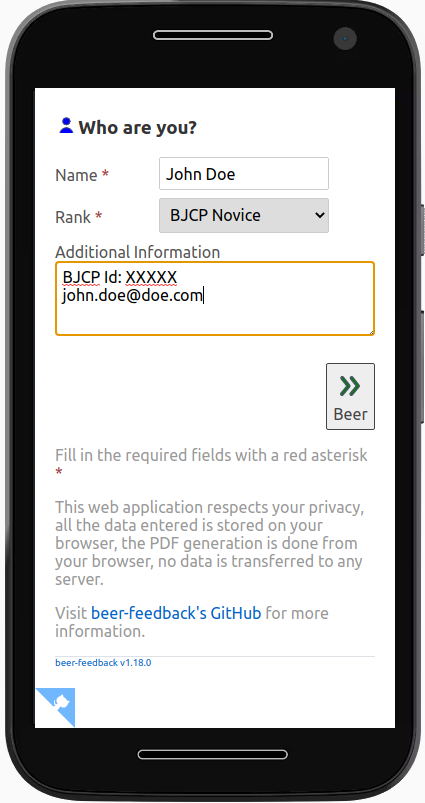 Who are you?
Name *
John Doe
Rank *
BJCP Novice
Additional Information
BJCP Id: XXXXX
john.doe@doe.com
Beer
Fill in the required fields with a red asterisk
*
This web application respects your privacy,
all the data entered is stored on your
browser, the PDF generation is done from
your browser, no data is transferred to any
server.
Visit beer-feedback's GitHub for more
information.
beer-feedback v1.18.0